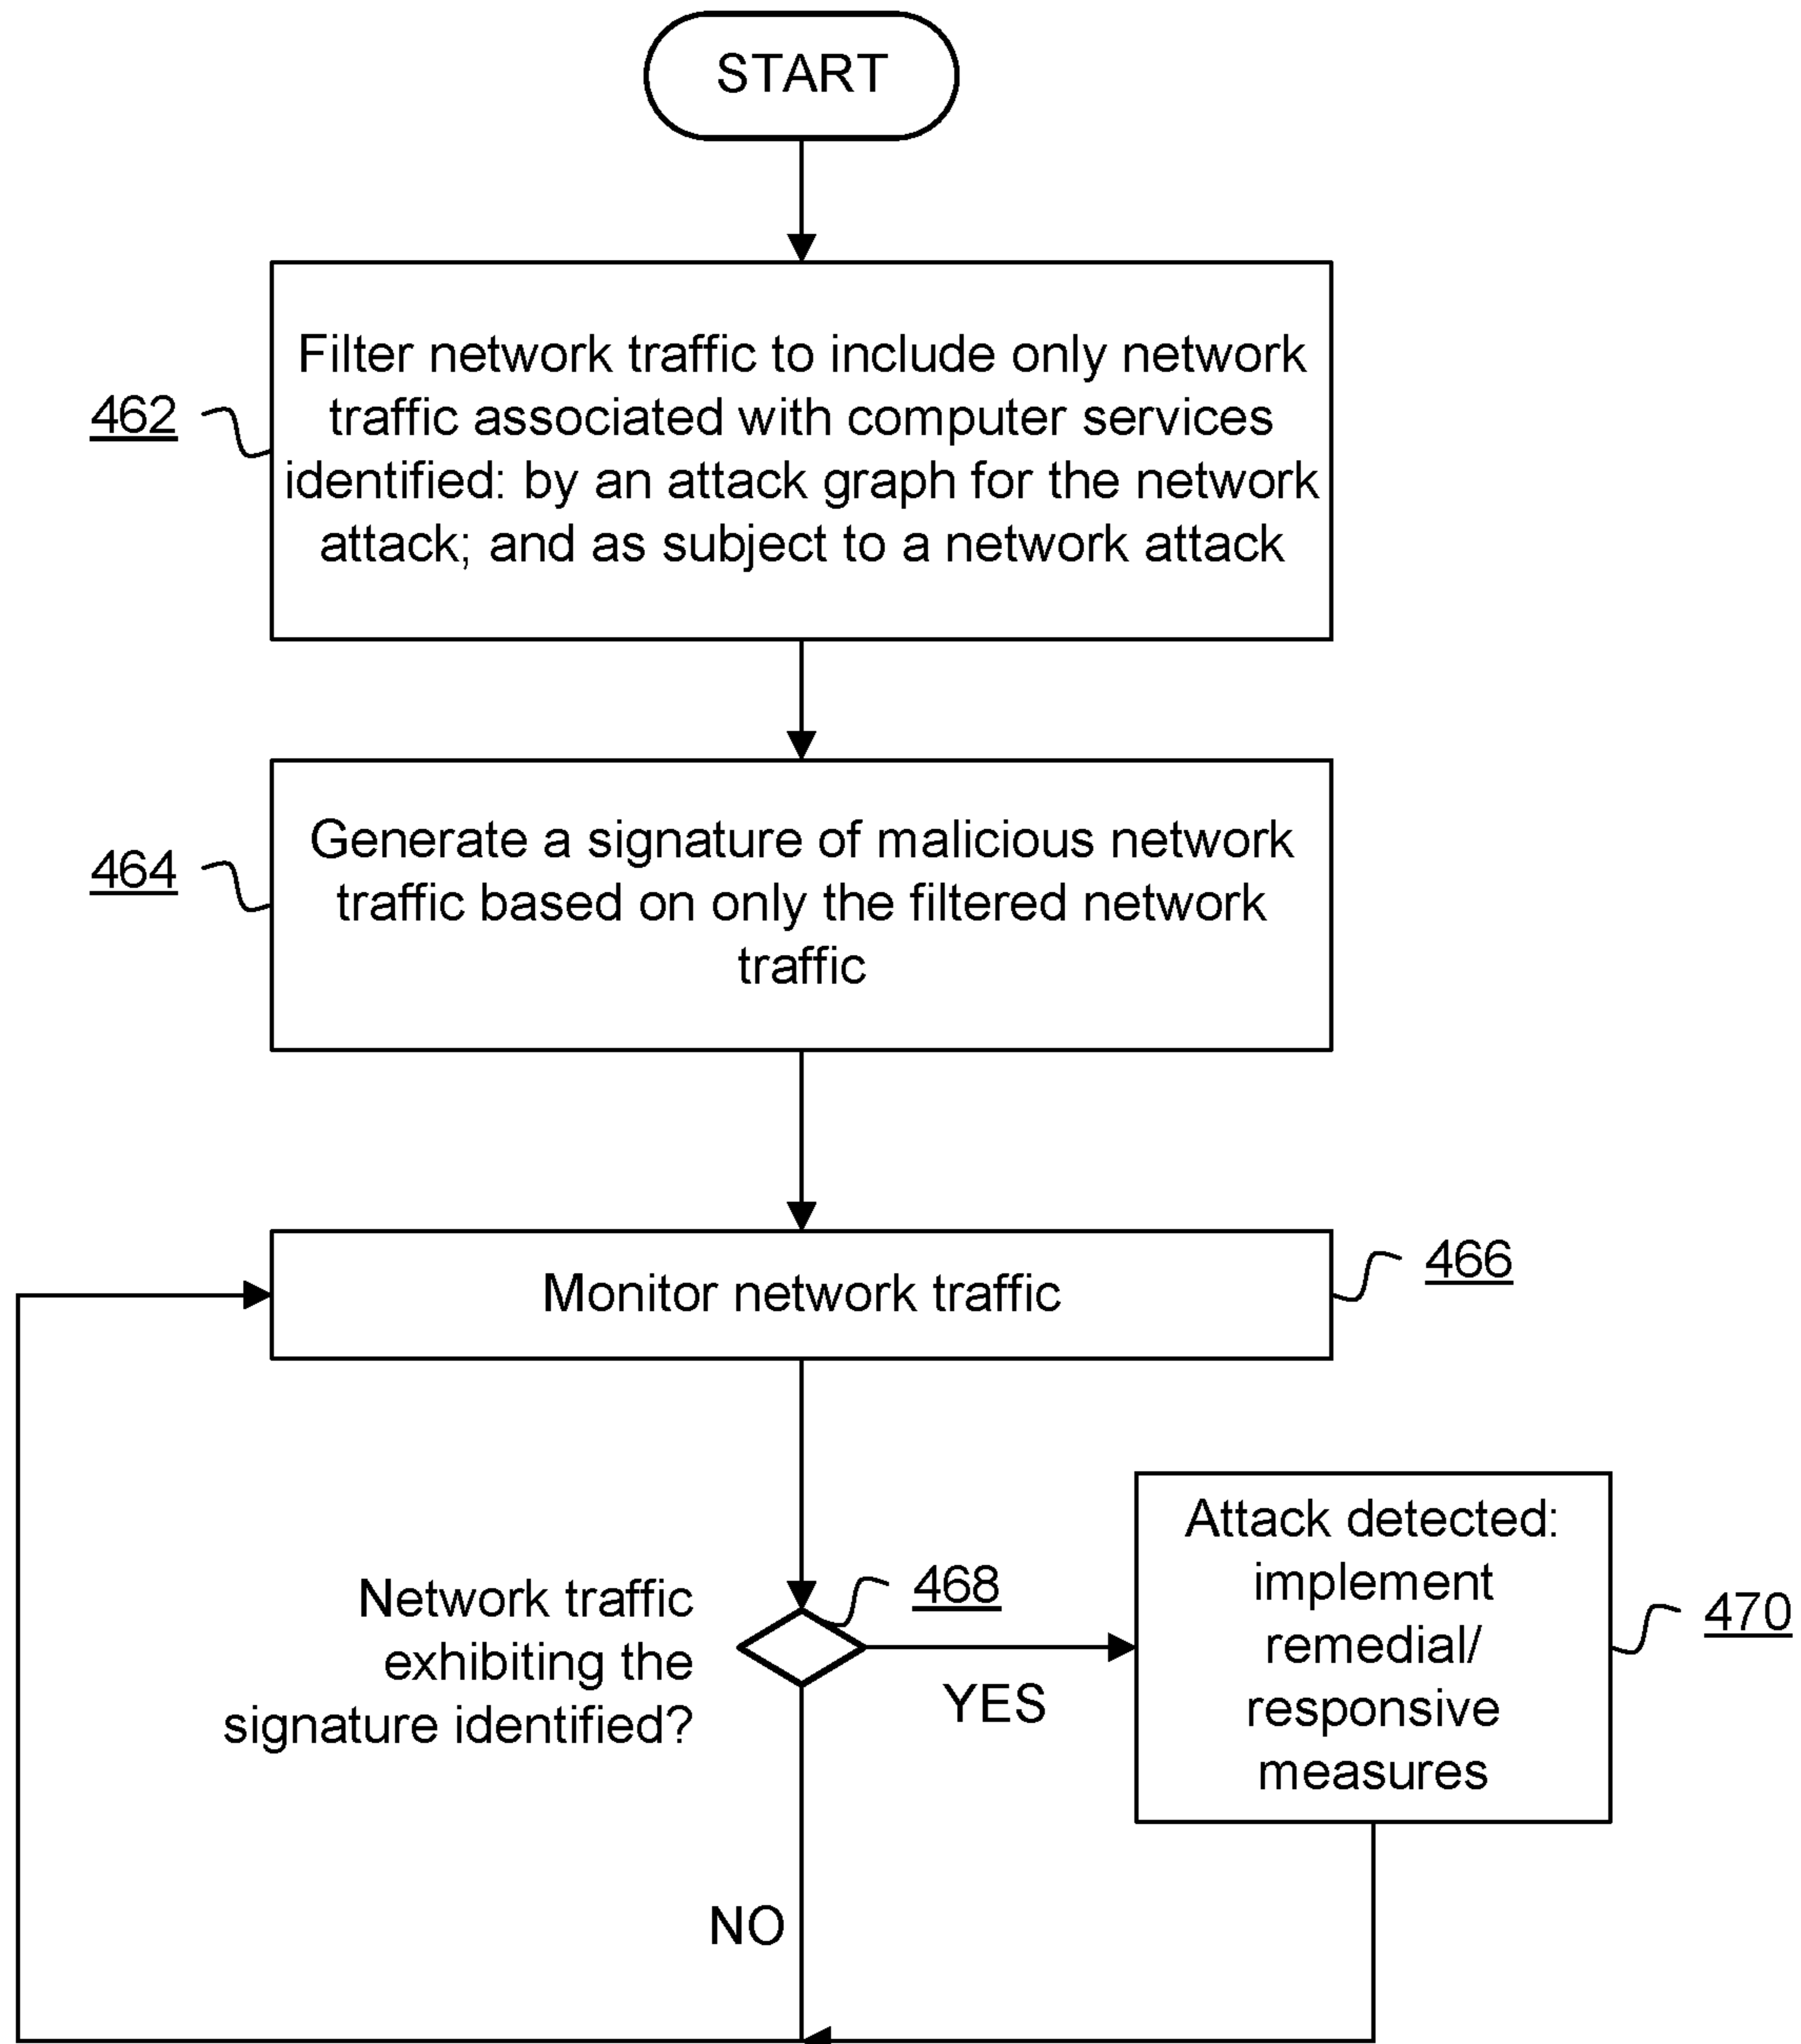 START
Filter network traffic to include only network
traffic associated with computer services
identified: by an attack graph for the network
attack; and as subject to a network attack
462
Generate a signature of malicious network
traffic based on only the filtered network
traffic
464
Monitor network traffic
466
Network traffic
exhibiting the
signature identified?
468
YES
NO
Attack detected:
implement
remedial/
responsive
measures
470